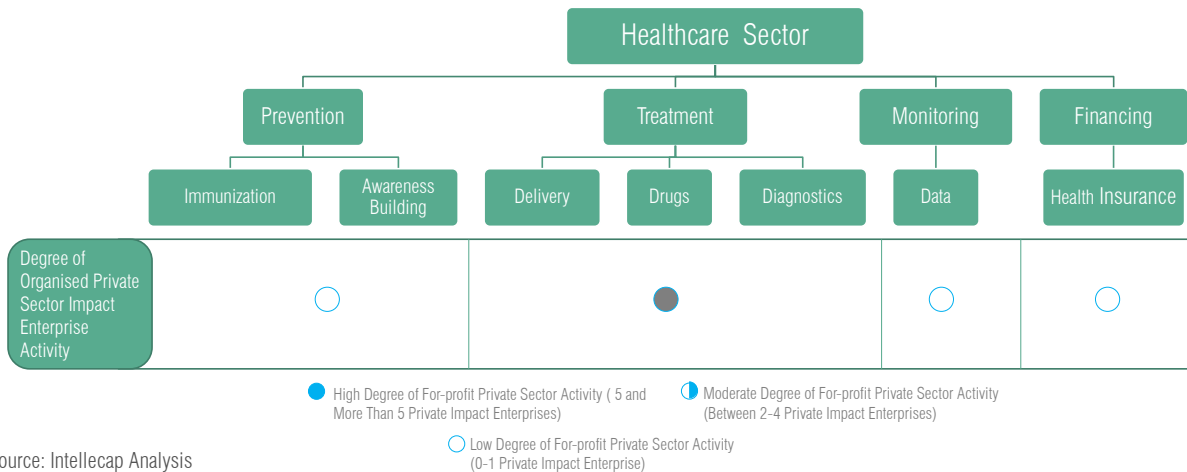 Healthcare Sector
Prevention
Treatment
Monitoring
Financing
Immunization
Awareness
Building
Delivery
Drugs
Diagnostics
Data
Health Insurance
Degree of
Organised Private
Sector Impact
Enterprise
Activity
High Degree of For-profit Private Sector Activity ( 5 and
More Than 5 Private Impact Enterprises)
Moderate Degree of For-profit Private Sector Activity
(Between 2-4 Private Impact Enterprises)
Low Degree of For-profit Private Sector Activity
(0-1 Private Impact Enterprise)
ource: Intellecap Analysis